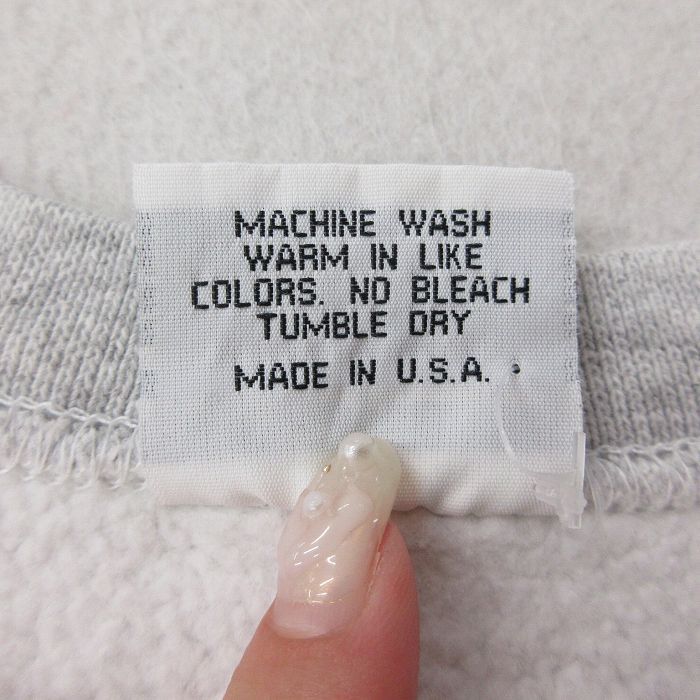 MACHINE WASH
WARM IN LIKE
COLORS. NO BLEACH
TUMBLE DRY
MADE IN U.S.A.